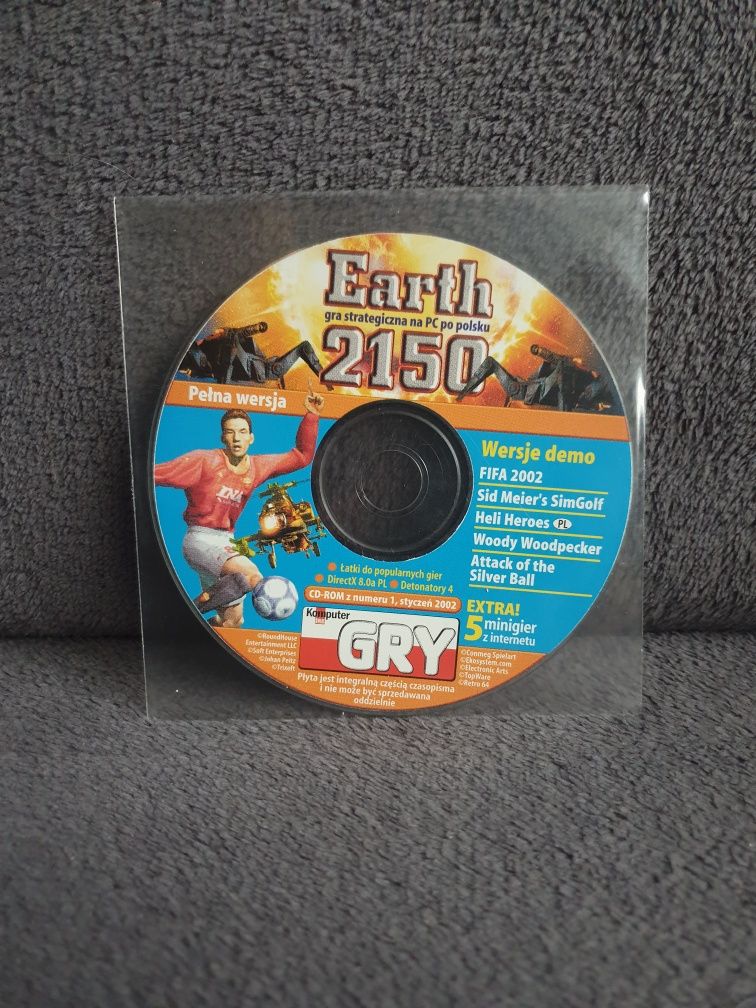 Earth
gra strategiczna na PC po polsku
2150
Pełna wersja
Wersje demo
FIFA 2002
Sid Meier's SimGolf
Heli Heroes PL
Woody Woodpecker
Attack of the
Silver Ball
EXTRA!
5 minigier
z internetu
• Łatki do popularnych gier
• DirectX 8.0a PL • Detonatory 4
CD-ROM z numeru 1, styczeń 2002
Komputer
GRY
©RoundHouse
Entertainment LLC
©Soft Enterprises
©Johan Peitz
©Trisoft
©Conmeg Spielart
©Ekosystem.com
©Electronic Arts
©TopWare
©Retro 64
Płyta jest integralną częścią czasopisma
i nie może być sprzedawana
oddzielnie